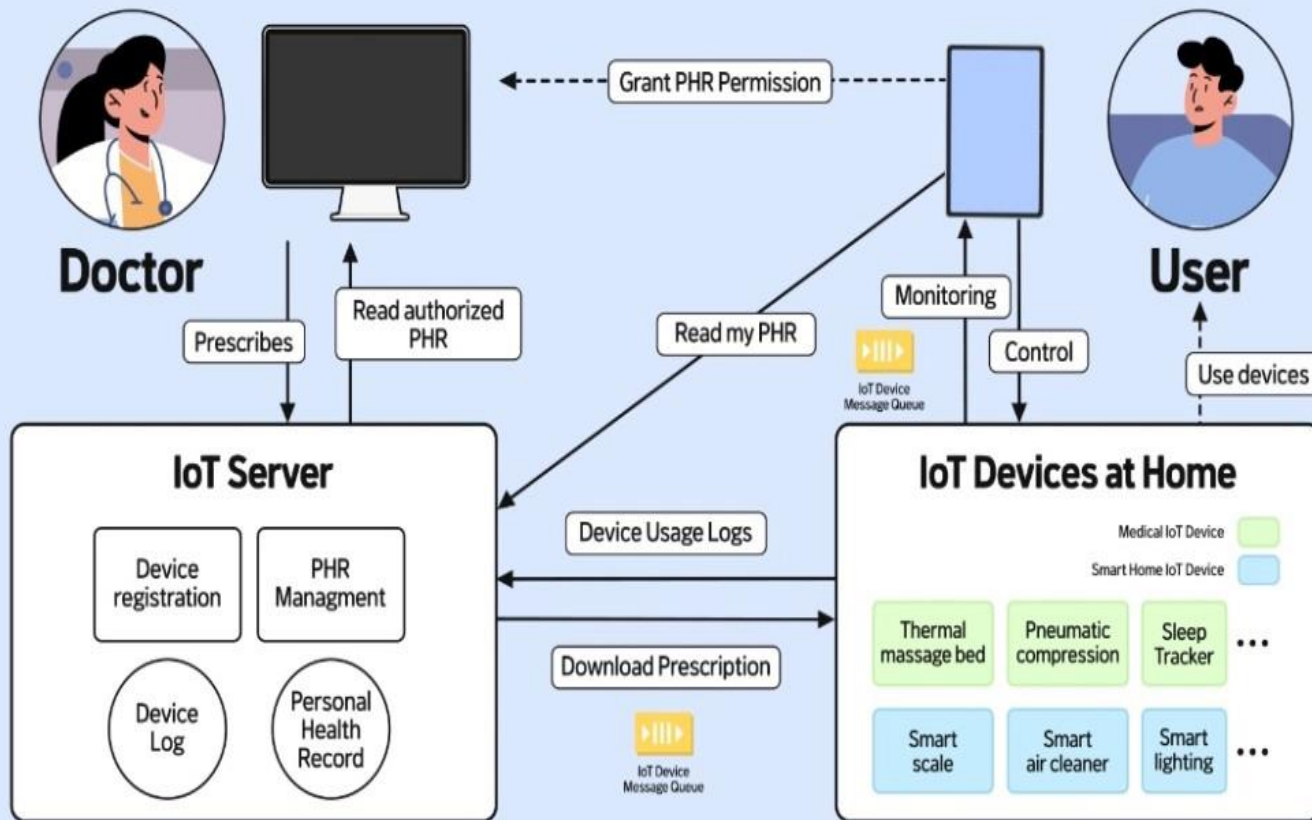 Grant PHR Permission
Doctor
User
Prescribes
Read authorized
PHR
Read my PHR
Monitoring
Control
Use devices
IoT Device
Message Queue
IoT Server
Device
registration
PHR
Managment
Device
Log
Personal
Health
Record
Device Usage Logs
Download Prescription
IoT Device
Message Queue
IoT Devices at Home
Medical IoT Device
Smart Home IoT Device
Thermal
massage bed
Pneumatic
compression
Sleep
Tracker
•••
Smart
scale
Smart
air cleaner
Smart
lighting
•••